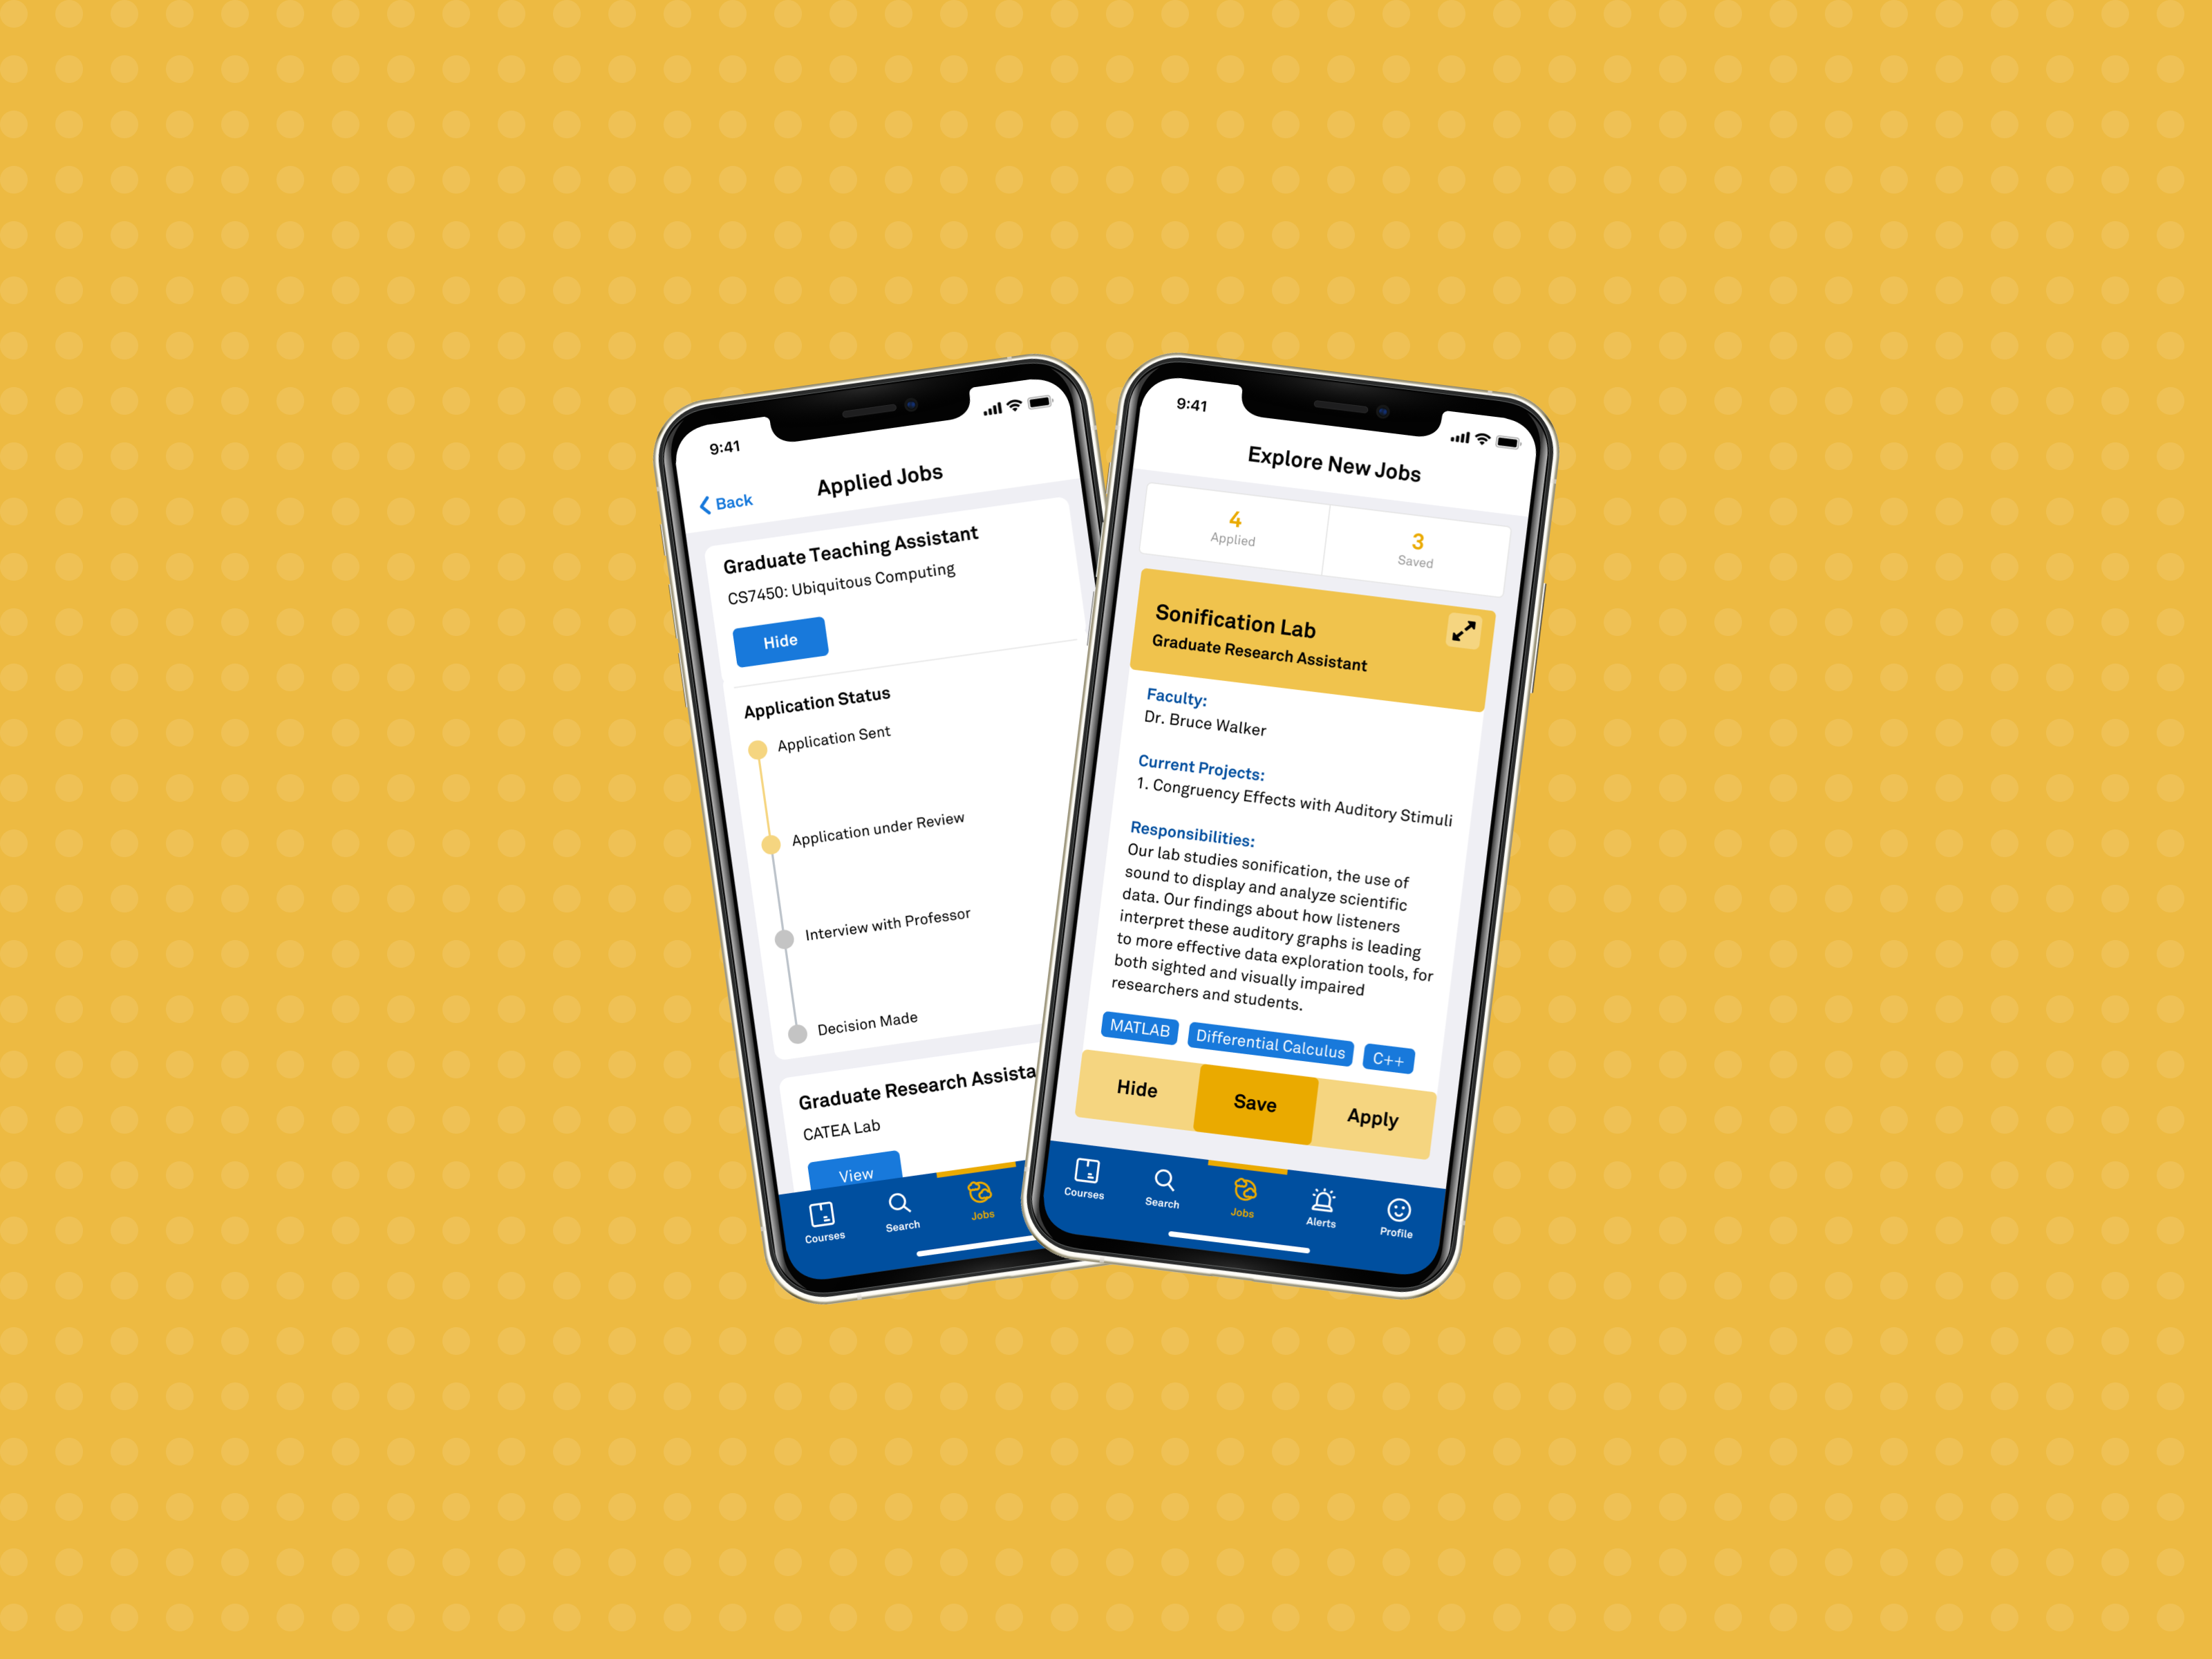 9:41
Back
Applied Jobs
Graduate Teaching Assistant
CS7450: Ubiquitous Computing
Hide
Application Status
Application Sent
Application under Review
Interview with Professor
Decision Made
Graduate Research Assista
CATEA Lab
View
Courses
Search
Jobs
9:41
Explore New Jobs
4
Applied
3
Saved
Sonification Lab
Graduate Research Assistant
Faculty:
Dr. Bruce Walker
Current Projects:
1. Congruency Effects with Auditory Stimuli
Responsibilities:
Our lab studies sonification, the use of
sound to display and analyze scientific
data. Our findings about how listeners
interpret these auditory graphs is leading
to more effective data exploration tools, for
both sighted and visually impaired
researchers and students.
MATLAB
Differential Calculus
C++
Hide
Save
Apply
Courses
Search
Jobs
Alerts
Profile